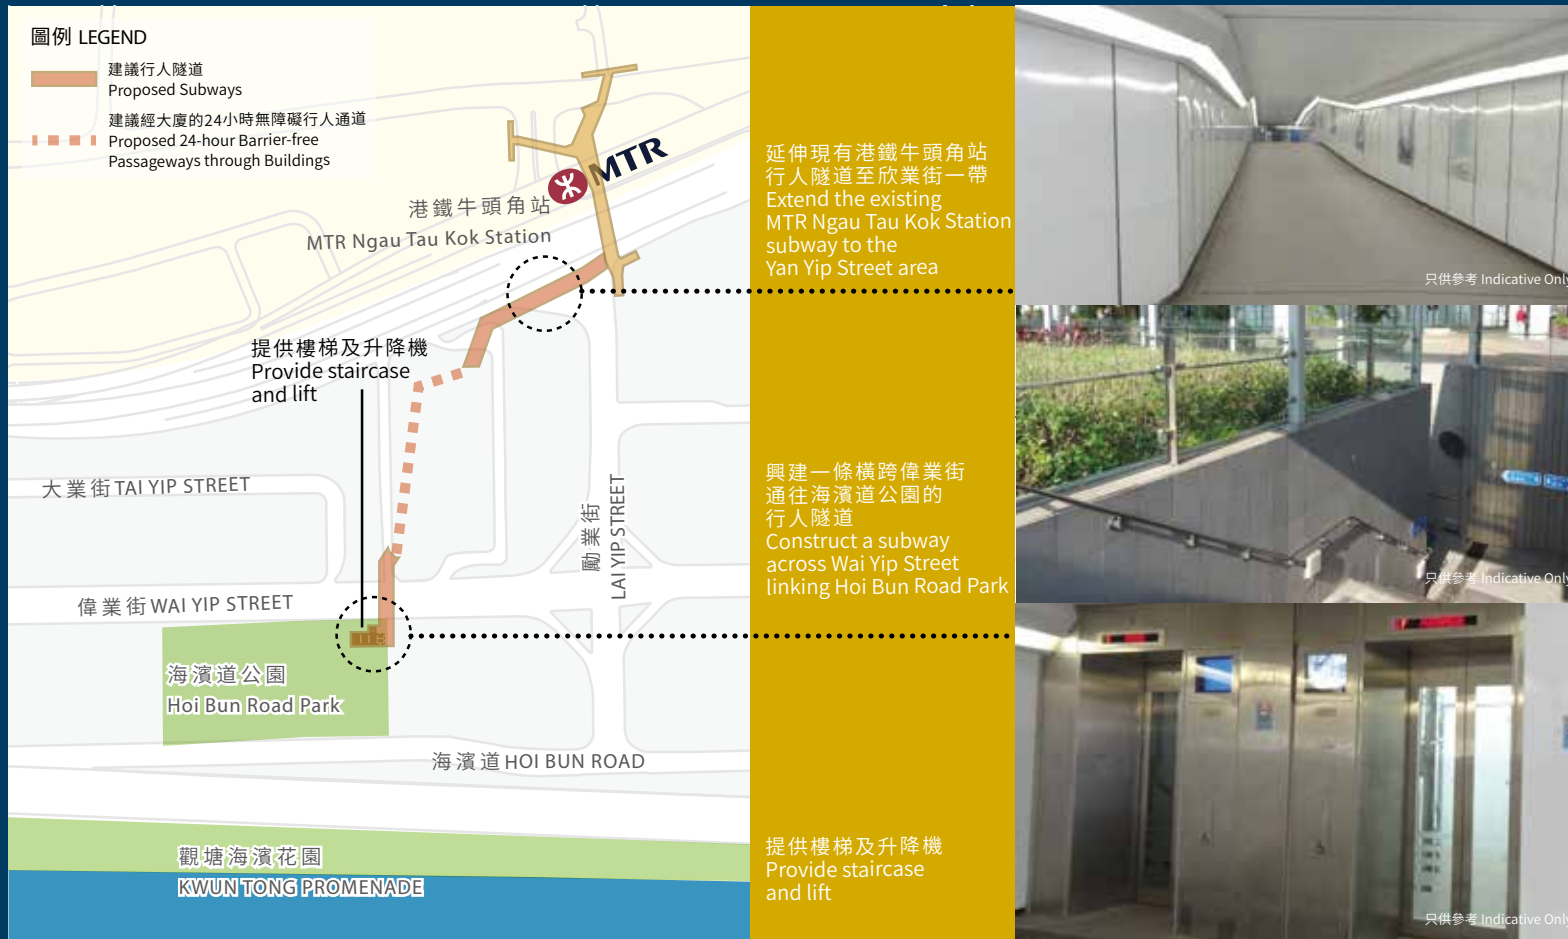 圖例 LEGEND
建議行人隧道
Proposed Subways
建議經大廈的24小時無障礙行人通道
Proposed 24-hour Barrier-free
Passageways through Buildings
MTR
港鐵牛頭角站
MTR Ngau Tau Kok Station
提供樓梯及升降機
Provide staircase
and lift
大業街 TAI YIP STREET
勵業街
LAI YIP STREET
偉業街 WAI YIP STREET
海濱道公園
Hoi Bun Road Park
海濱道 HOI BUN ROAD
觀塘海濱花園
KWUN TONG PROMENADE
延伸現有港鐵牛頭角站
行人隧道至欣業街一帶
Extend the existing
MTR Ngau Tau Kok Station
subway to the
Yan Yip Street area
興建一條橫跨偉業街
通往海濱道公園的
行人隧道
Construct a subway
across Wai Yip Street
linking Hoi Bun Road Park
提供樓梯及升降機
Provide staircase
and lift
只供參考 Indicative Only
只供參考 Indicative Only
只供參考 Indicative Only